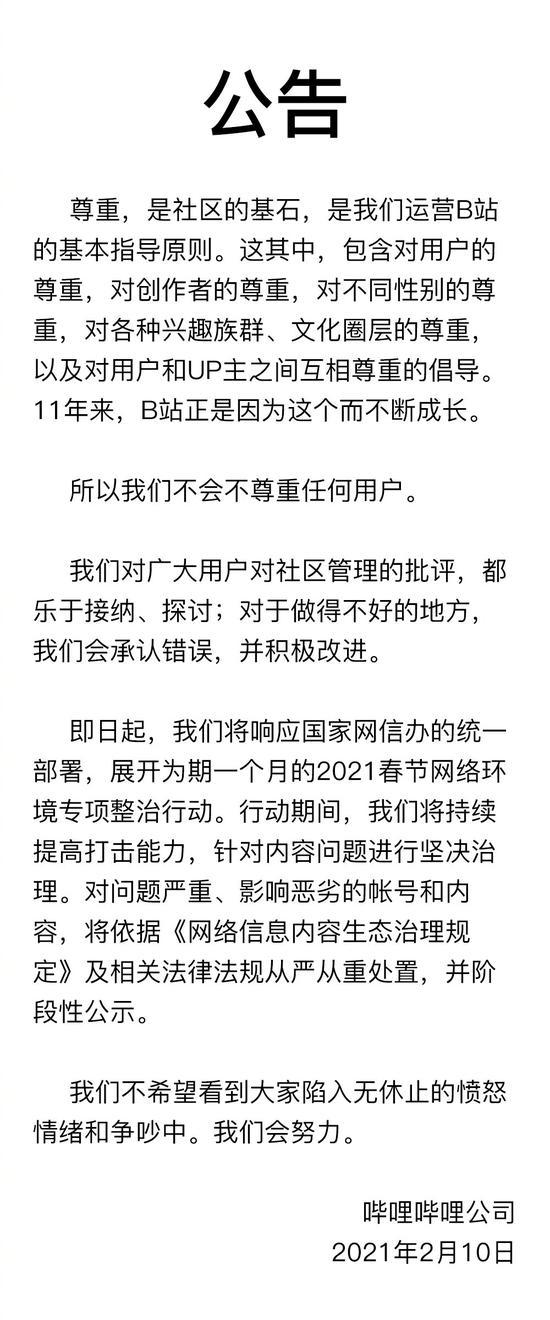 公告
尊重，是社区的基石，是我们运营B站
的基本指导原则。这其中，包含对用户的
尊重，对创作者的尊重，对不同性别的尊
重，对各种兴趣族群、文化圈层的尊重，
以及对用户和UP主之间互相尊重的倡导。
11年来，B站正是因为这个而不断成长。
所以我们不会不尊重任何用户。
我们对广大用户对社区管理的批评，都
乐于接纳、探讨；对于做得不好的地方，
我们会承认错误，并积极改进。
即日起，我们将响应国家网信办的统一
部署，展开为期一个月的2021春节网络环
境专项整治行动。行动期间，我们将持续
提高打击能力，针对内容问题进行坚决治
理。对问题严重、影响恶劣的帐号和内
容，将依据《网络信息内容生态治理规
定》及相关法律法规从严从重处置，并阶
段性公示。
我们不希望看到大家陷入无休止的愤怒
情绪和争吵中。我们会努力。
哔哩哔哩公司
2021年2月10日